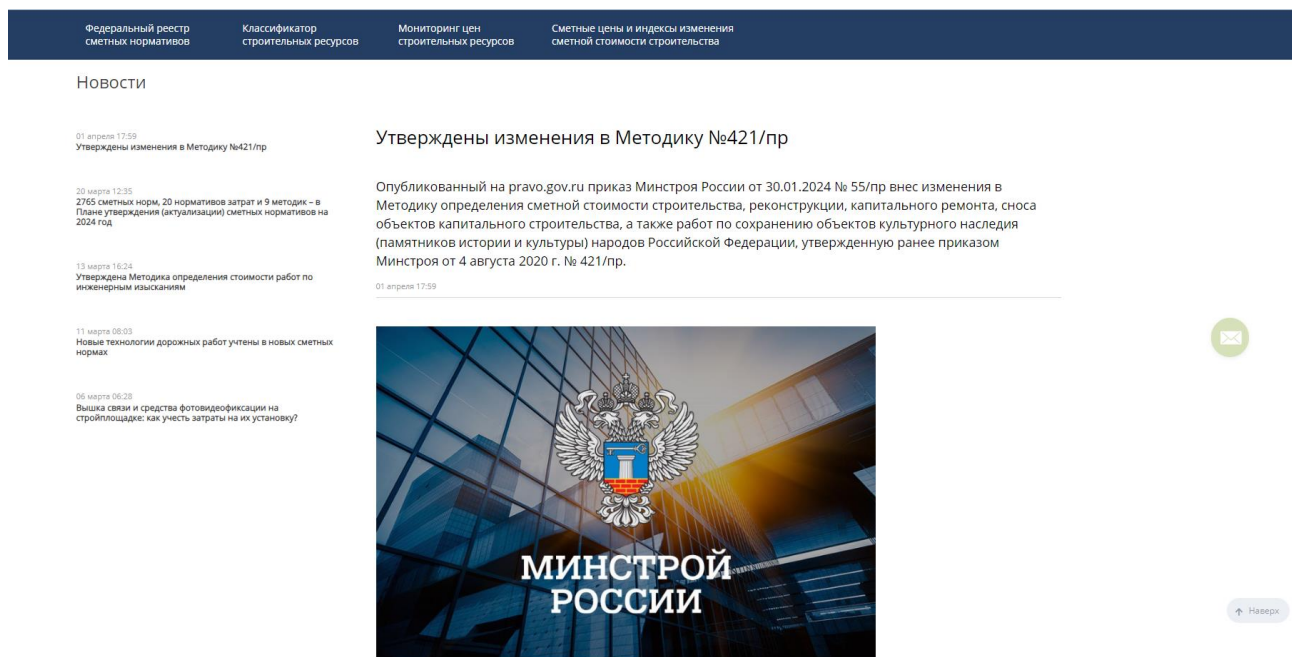 Федеральный реестр
сметных нормативов
Классификатор
строительных ресурсов
Мониторинг цен
строительных ресурсов
Сметные цены и индексы изменения
сметной стоимости строительства
Новости
01 апреля 17:59
Утверждены изменения в Методику №421/пр
20 марта 12:35
2765 сметных норм, 20 нормативов затрат и 9 методик – в
Плане утверждения (актуализации) сметных нормативов на
2024 год
13 марта 16:24
Утверждена Методика определения стоимости работ по
инженерным изысканиям
11 марта 08:03
Новые технологии дорожных работ учтены в новых сметных
нормах
06 марта 06:28
Вышка связи и средства фотовидеофиксации на
стройплощадке: как учесть затраты на их установку?
Утверждены изменения в Методику №421/пр
Опубликованный на pravo.gov.ru приказ Минстроя России от 30.01.2024 № 55/пр внес изменения в
Методику определения сметной стоимости строительства, реконструкции, капитального ремонта, сноса
объектов капитального строительства, а также работ по сохранению объектов культурного наследия
(памятников истории и культуры) народов Российской Федерации, утвержденную ранее приказом
Минстроя от 4 августа 2020 г. № 421/пр.
01 апреля 17:59
МИНСТРОЙ
РОССИИ
Наверх